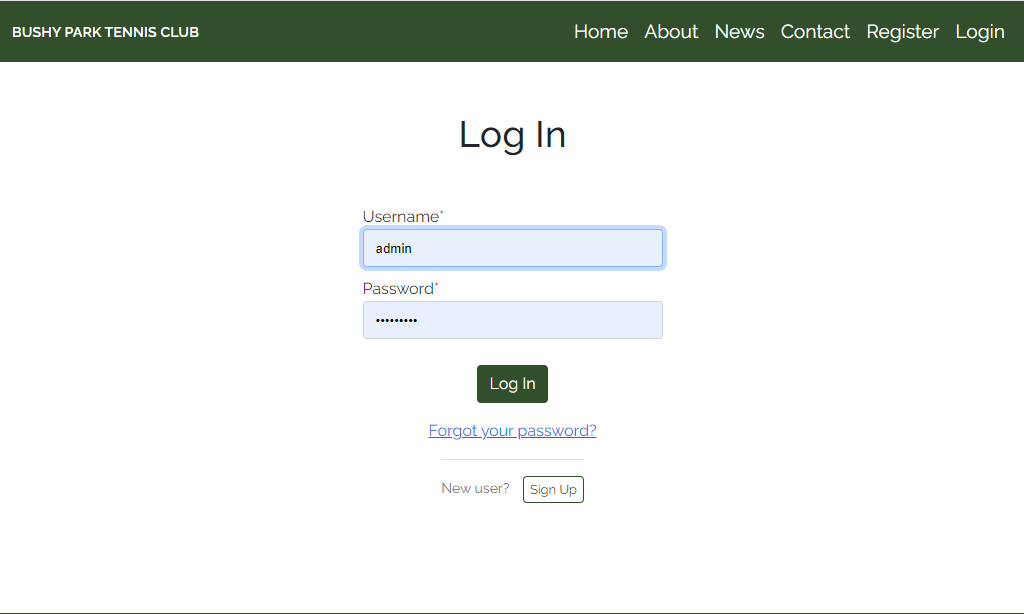 BUSHY PARK TENNIS CLUB Home About News Contact Register Login
Log In
Username*
admin
Password*
•••••••••
Log In
Forgot your password?
New user? Sign Up